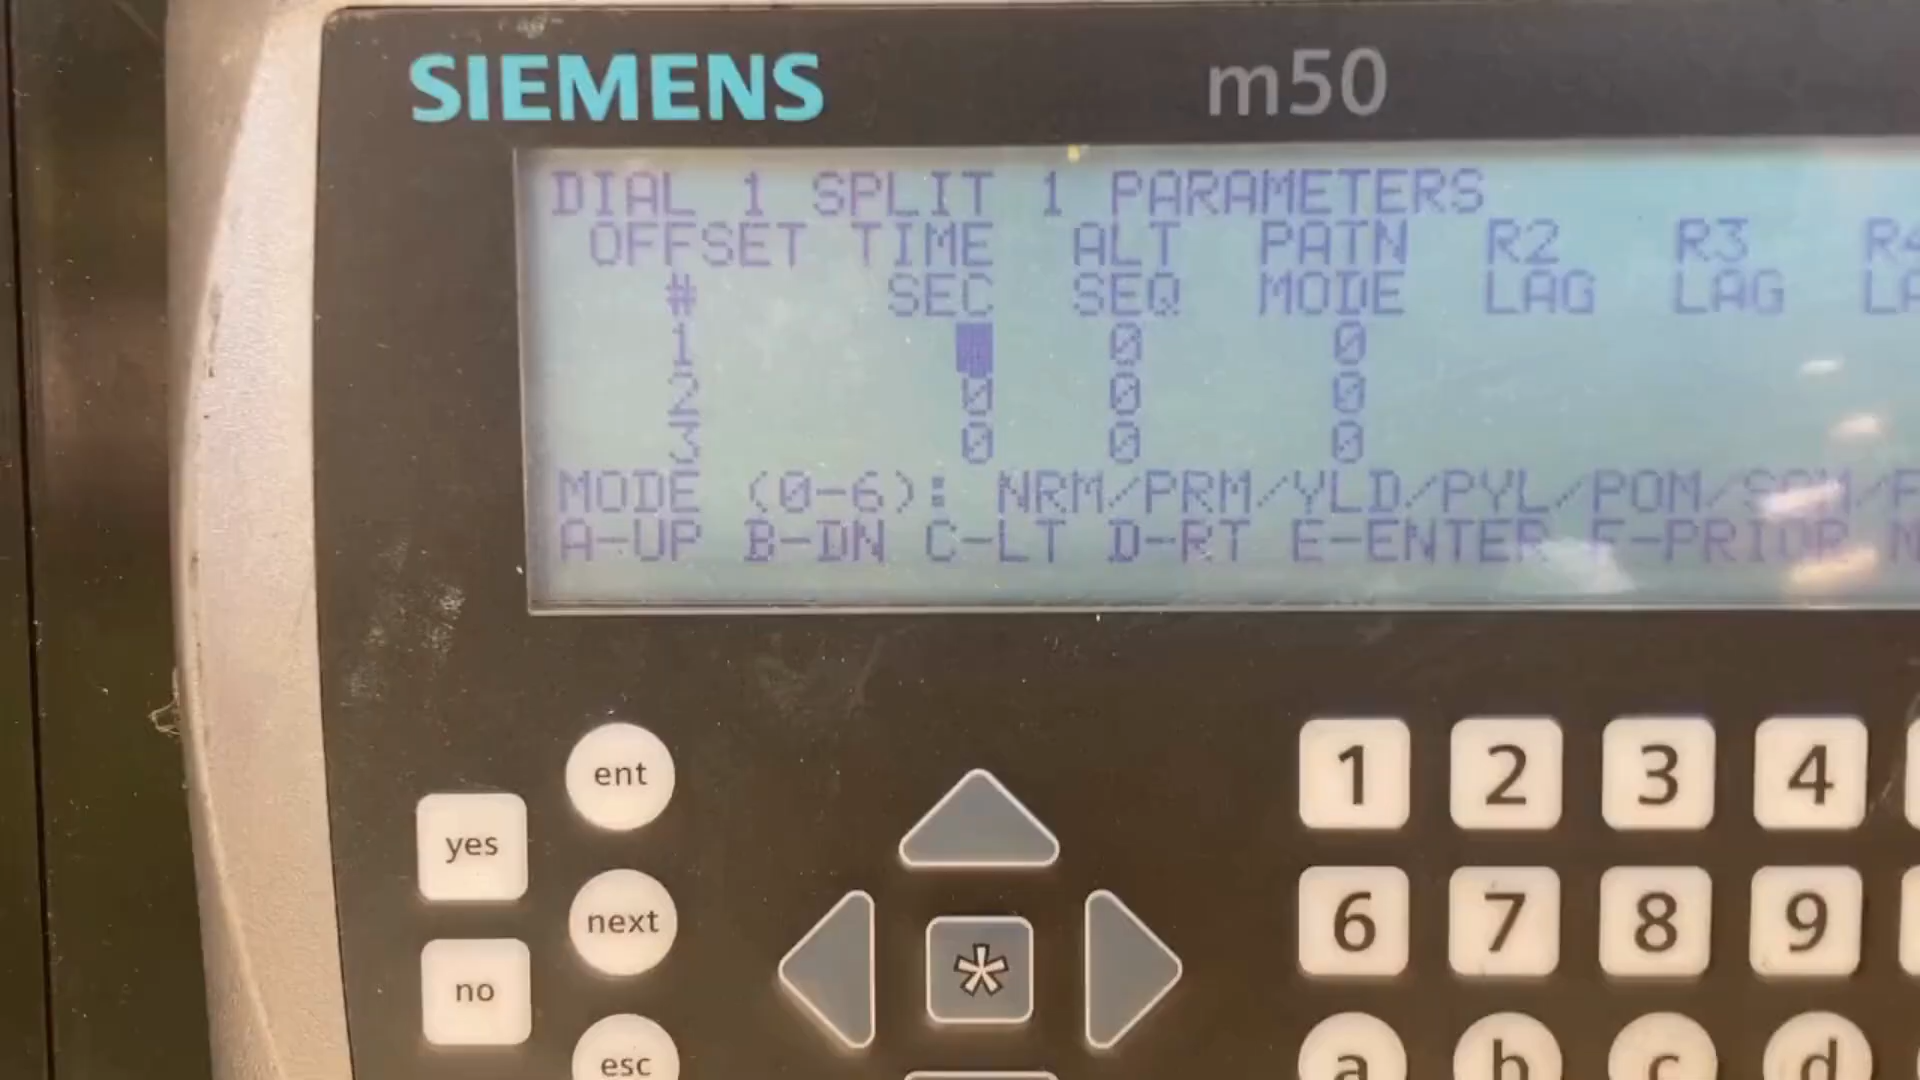 SIEMENS m50
DIAL 1 SPLIT 1 PARAMETERS
OFFSET TIME ALT PATN R2 R3 R4
# SEC SEQ MODE LAG LAG
1 0 0
2 0 0 0
3 0 0 0
MODE (0-6): NRM/PRM/YLD/PYL/POM/
A-UP B-DN C-LT D-RT E-ENTER F-PRIOR
ent
yes
next
no
esc
*
1 2 3 4
6 7 8 9
a b c d